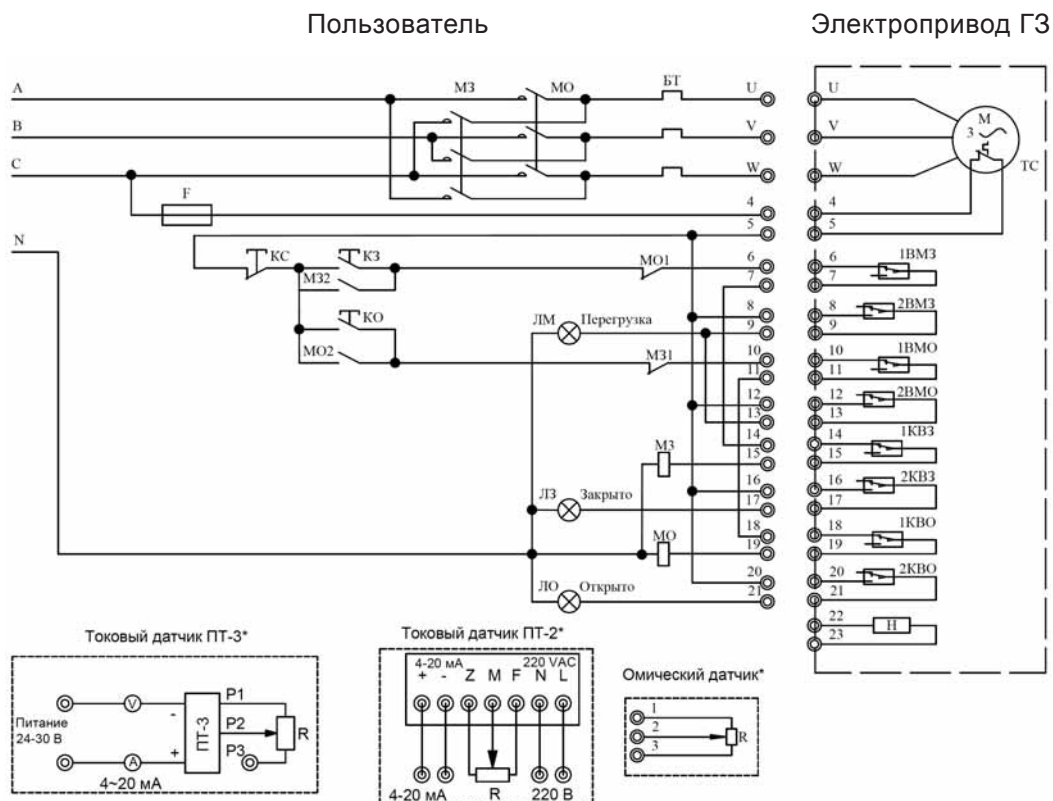 Пользователь
Электропривод ГЗ
A
МЗ
МО
БТ
U
U
B
V
V
M
3
C
W
W
ТС
F
4
4
5
5
N
КС
КЗ
МО1
6
6
1ВМЗ
МЗ2
7
7
КО
8
8
2ВМЗ
ЛМ
Перегрузка
9
9
МО2
МЗ1
10
10
1ВМО
11
11
12
12
2ВМО
13
13
14
14
1КВЗ
МЗ
15
15
16
16
2КВЗ
ЛЗ
Закрыто
17
17
18
18
1КВО
МО
19
19
20
20
2КВО
ЛО
Открыто
21
21
22
Н
23
Токовый датчик ПТ-3*
Питание
24-30 В
V
-
ПТ-3
P1
P2
P3
R
A
+
4~20 мА
Токовый датчик ПТ-2*
4-20 мА
220 VAC
+ - Z M F N L
4-20 мА
R
220 В
Омический датчик*
1
2
3
R